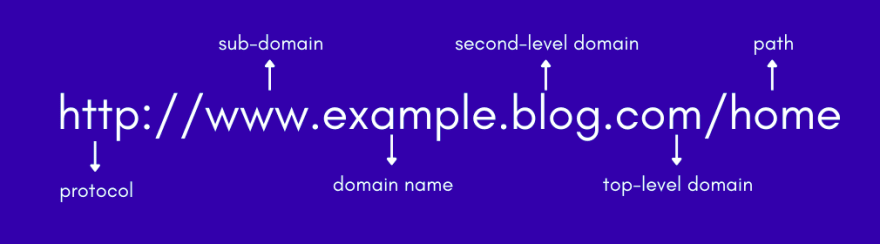 sub-domain second-level domain path
http://www.example.blog.com/home
protocol domain name top-level domain